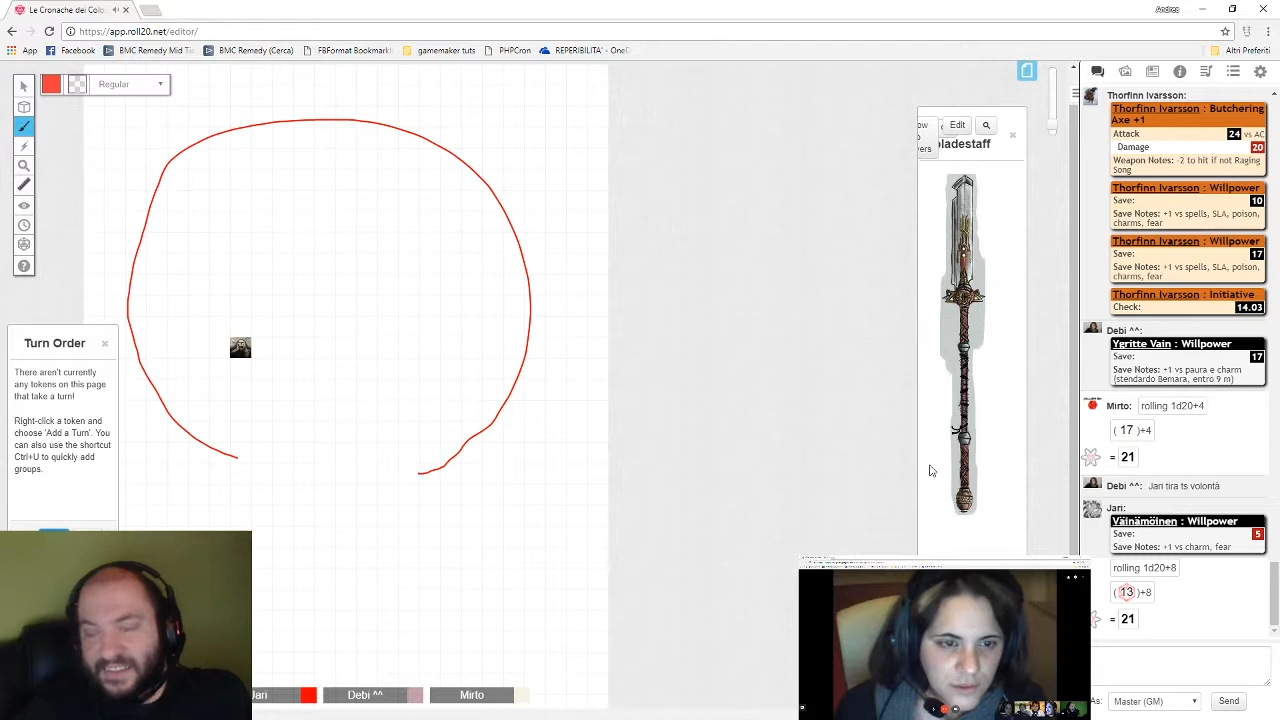 Le Cronache dei Colo
Andrea
https://app.roll20.net/editor/
App
Facebook
BMC Remedy Mid Ti
BMC Remedy (Cerca)
FBFormat Bookmarkl
gamemaker tuts
PHPCron
REPERIBILITA' - OneD
Altri Preferiti
Regular
Edit
bladestaff
Turn Order
There aren't currently
any tokens on this page
that take a turn!
Right-click a token and
choose 'Add a Turn'. You
can also use the shortcut
Ctrl+U to quickly add
groups.
Jari
Debi ^^
Mirto
Thorfinn Ivarsson:
Thorfinn Ivarsson : Butchering
Axe +1
Attack 24 vs AC
Damage 20
Weapon Notes: -2 to hit if not Raging
Song
Thorfinn Ivarsson : Willpower
Save: 10
Save Notes: +1 vs spells, SLA, poison,
charms, fear
Thorfinn Ivarsson : Willpower
Save: 17
Save Notes: +1 vs spells, SLA, poison,
charms, fear
Thorfinn Ivarsson : Initiative
Check: 14.03
Debi ^^:
Ygritte Vain : Willpower
Save: 17
Save Notes: +1 vs paura e charm
(stendardo Bemara, entro 9 m)
Mirto: rolling 1d20+4
( 17 )+4
= 21
Debi ^^: Jari tira ts volontà
Jari:
Väinämöinen : Willpower
Save: 5
Save Notes: +1 vs charm, fear
rolling 1d20+8
( 13 )+8
= 21
As: Master (GM)
Send